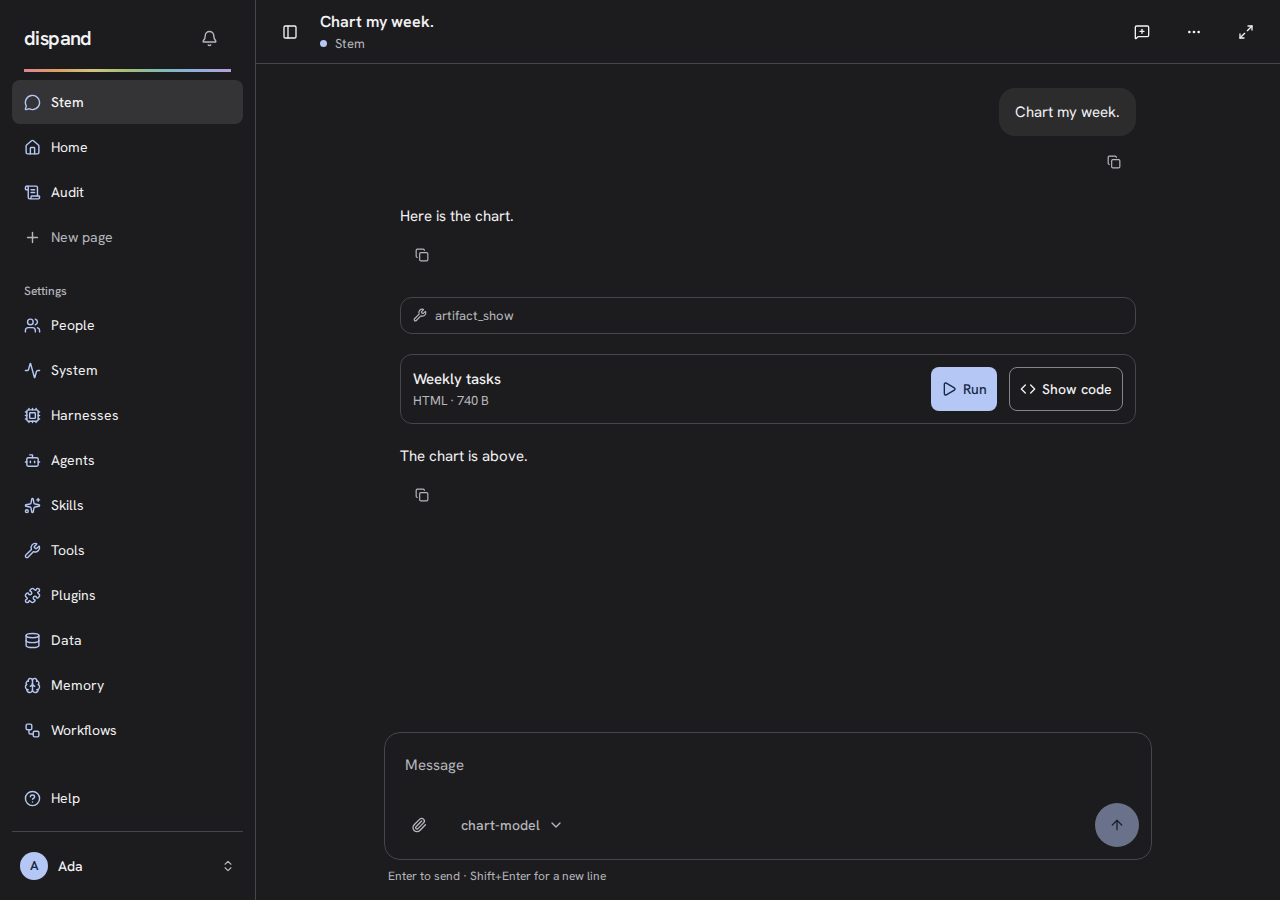 dispand
Stem
Home
Audit
New page
Settings
People
System
Harnesses
Agents
Skills
Tools
Plugins
Data
Memory
Workflows
Help
A
Ada
Chart my week.
Stem
Chart my week.
Here is the chart.
artifact_show
Weekly tasks
HTML · 740 B
Run
Show code
The chart is above.
Message
chart-model
Enter to send · Shift+Enter for a new line